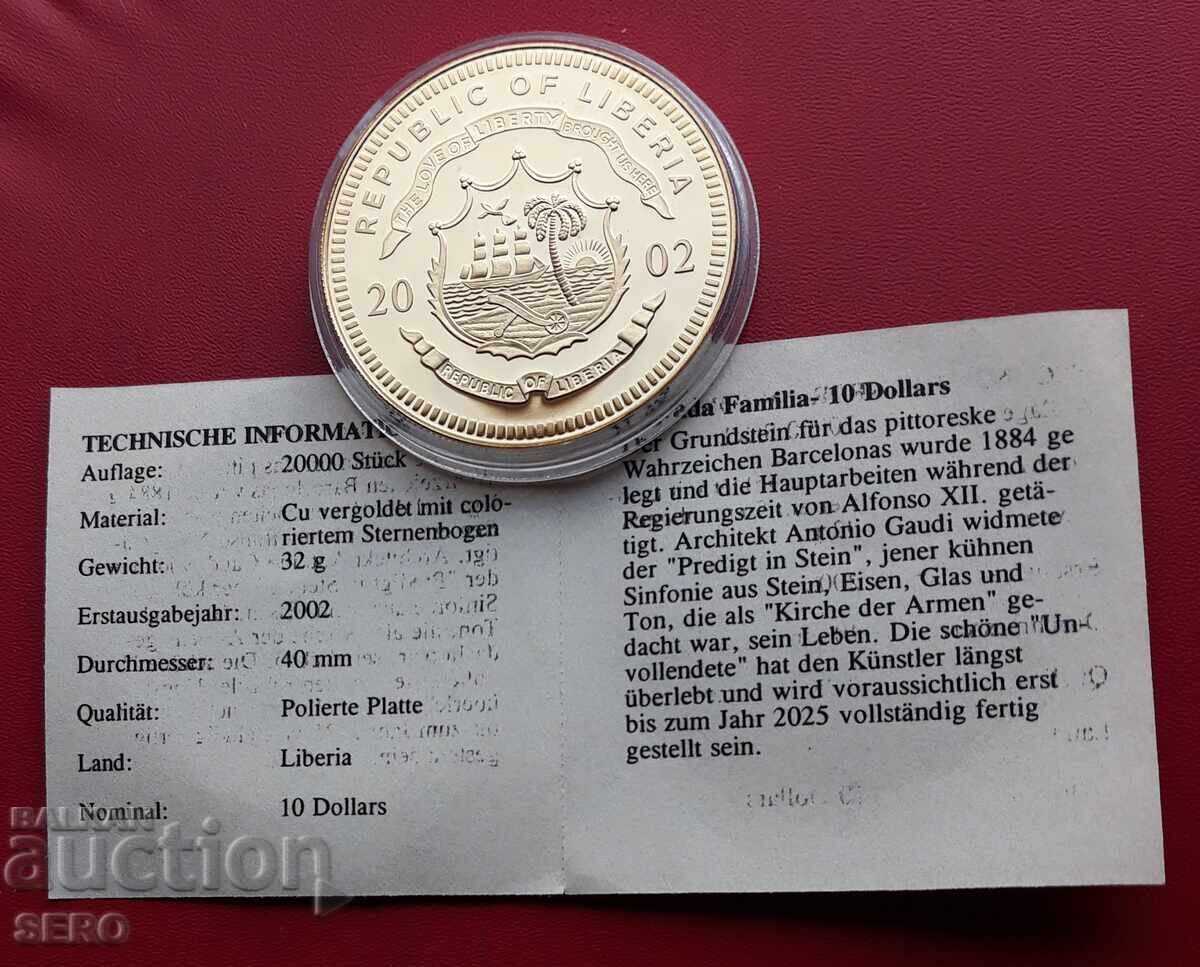 REPUBLIC OF LIBERIA
THE LOVE OF LIBERTY BROUGHT US HERE
20 02
REPUBLIC OF LIBERIA
TECHNISCHE INFORMATI
Auflage: 20000 Stück
Material: Cu vergoldet mit colo-
riertem Sternenbogen
Gewicht: 32 g
Erstausgabejahr: 2002
Durchmesser: 40 mm
Qualität: Polierte Platte
Land: Liberia
Nominal: 10 Dollars
ada Familia- 10 Dollars
Der Grundstein für das pittoreske
Wahrzeichen Barcelonas wurde 1884 ge
legt und die Hauptarbeiten während der
Regierungszeit von Alfonso XII. getä-
tigt. Architekt Antonio Gaudi widmete
der "Predigt in Stein", jener kühnen
Sinfonie aus Stein, Eisen, Glas und
Ton, die als "Kirche der Armen" ge-
dacht war, sein Leben. Die schöne "Un-
vollendete" hat den Künstler längst
überlebt und wird voraussichtlich erst
bis zum Jahr 2025 vollständig fertig
gestellt sein.
BALKAN
auction
SERO